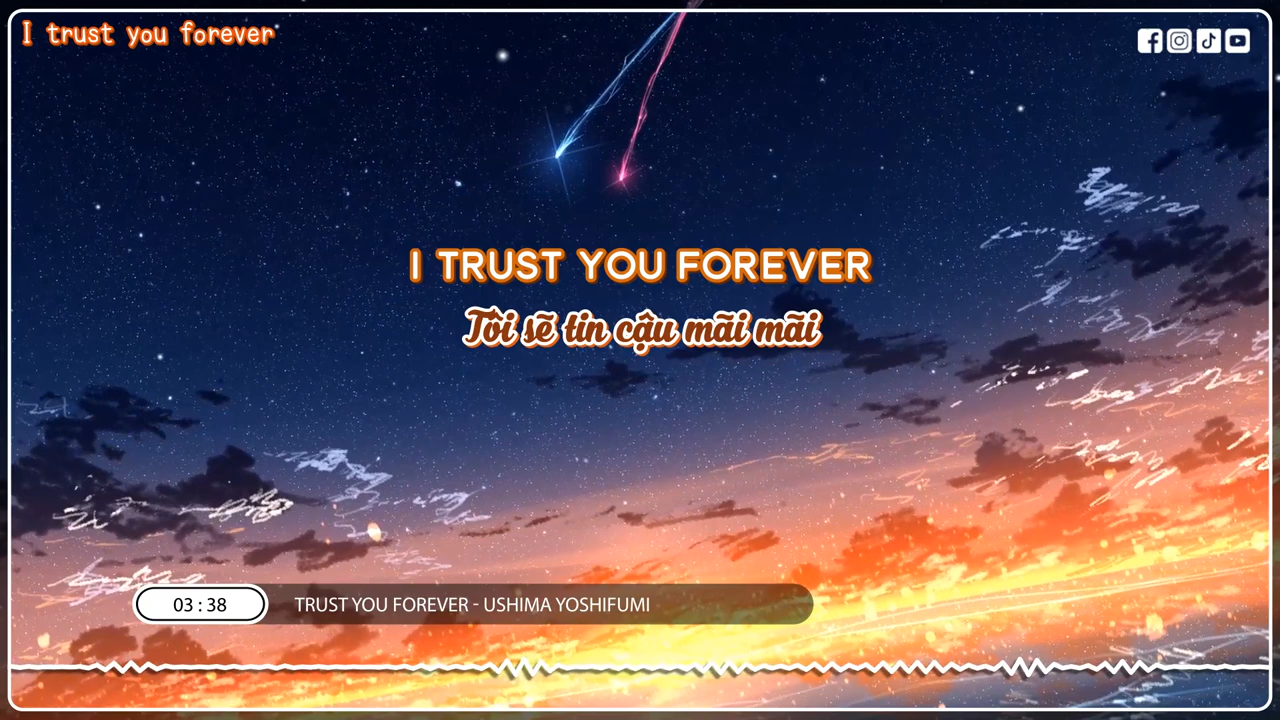 I trust you forever
I TRUST YOU FOREVER
Tôi sẽ tin cậu mãi mãi
03 : 38
TRUST YOU FOREVER - USHIMA YOSHIFUMI